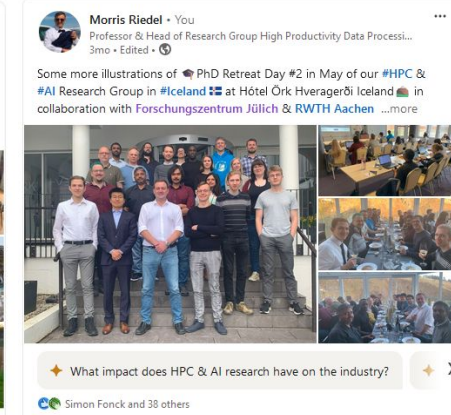 Morris Riedel • You
Professor & Head of Research Group High Productivity Data Processi...
3mo • Edited •
Some more illustrations of PhD Retreat Day #2 in May of our #HPC &
#AI Research Group in #Iceland at Hótel Örk Hveragerði Iceland in
collaboration with Forschungszentrum Jülich & RWTH Aachen ...more
What impact does HPC & AI research have on the industry?
Simon Fonck and 38 others